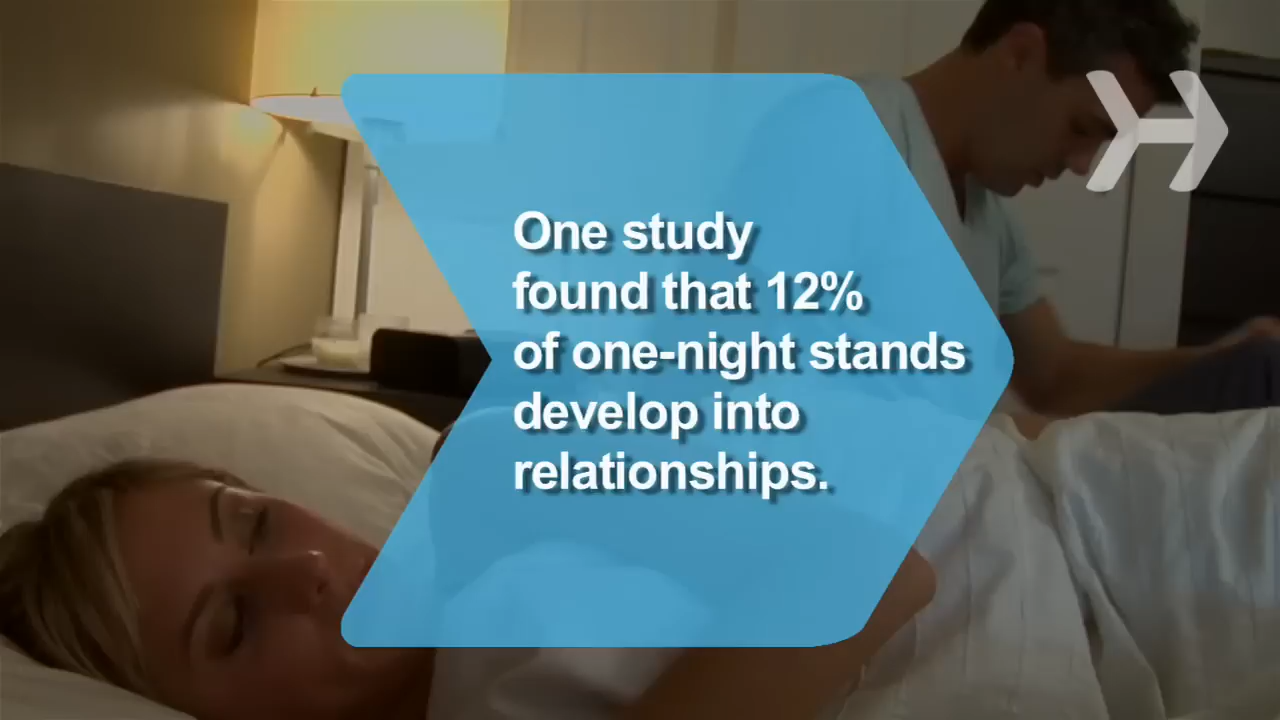 One study
found that 12%
of one-night stands
develop into
relationships.